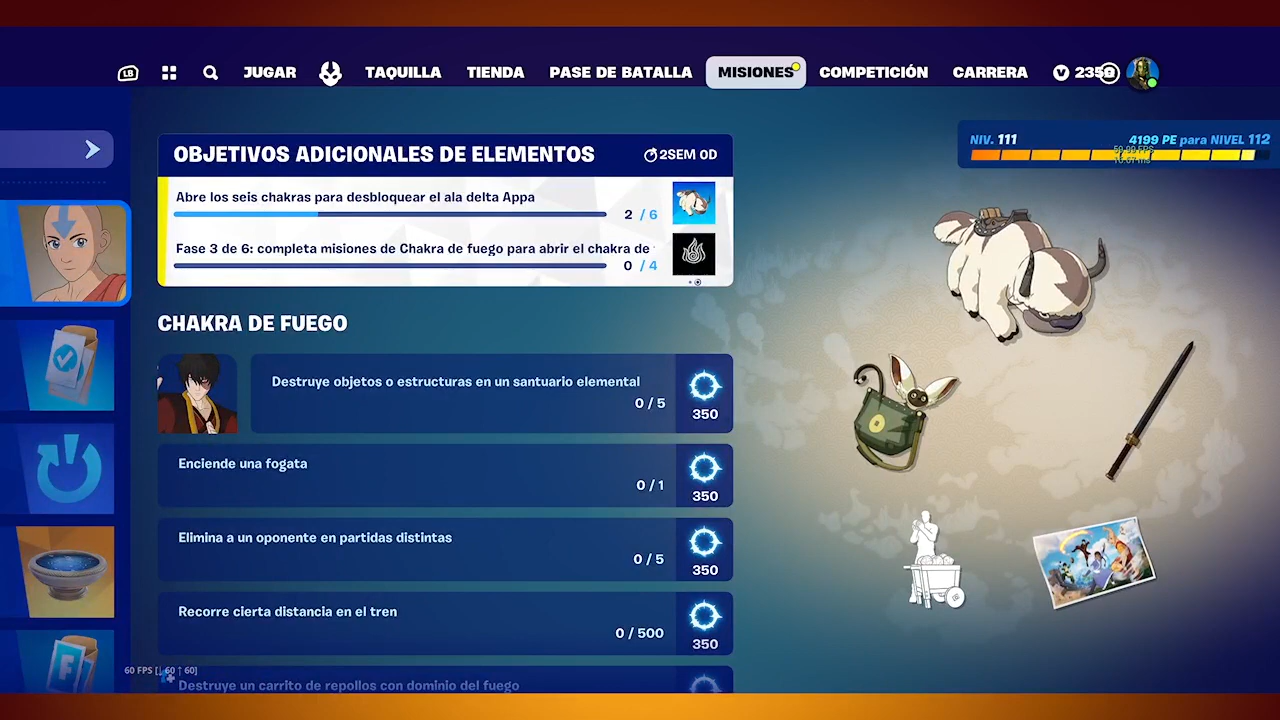 LB
JUGAR
TAQUILLA
TIENDA
PASE DE BATALLA
MISIONES
COMPETICIÓN
CARRERA
NIV. 111
4199 PE para NIVEL 112
OBJETIVOS ADICIONALES DE ELEMENTOS
2SEM 0D
Abre los seis chakras para desbloquear el ala delta Appa
2 / 6
Fase 3 de 6: completa misiones de Chakra de fuego para abrir el chakra de
0 / 4
CHAKRA DE FUEGO
Destruye objetos o estructuras en un santuario elemental
0 / 5
350
Enciende una fogata
0 / 1
350
Elimina a un oponente en partidas distintas
0 / 5
350
Recorre cierta distancia en el tren
0 / 500
350
60 FPS [↓ 60 ↑ 60]
Destruye un carrito de repollos con dominio del fuego